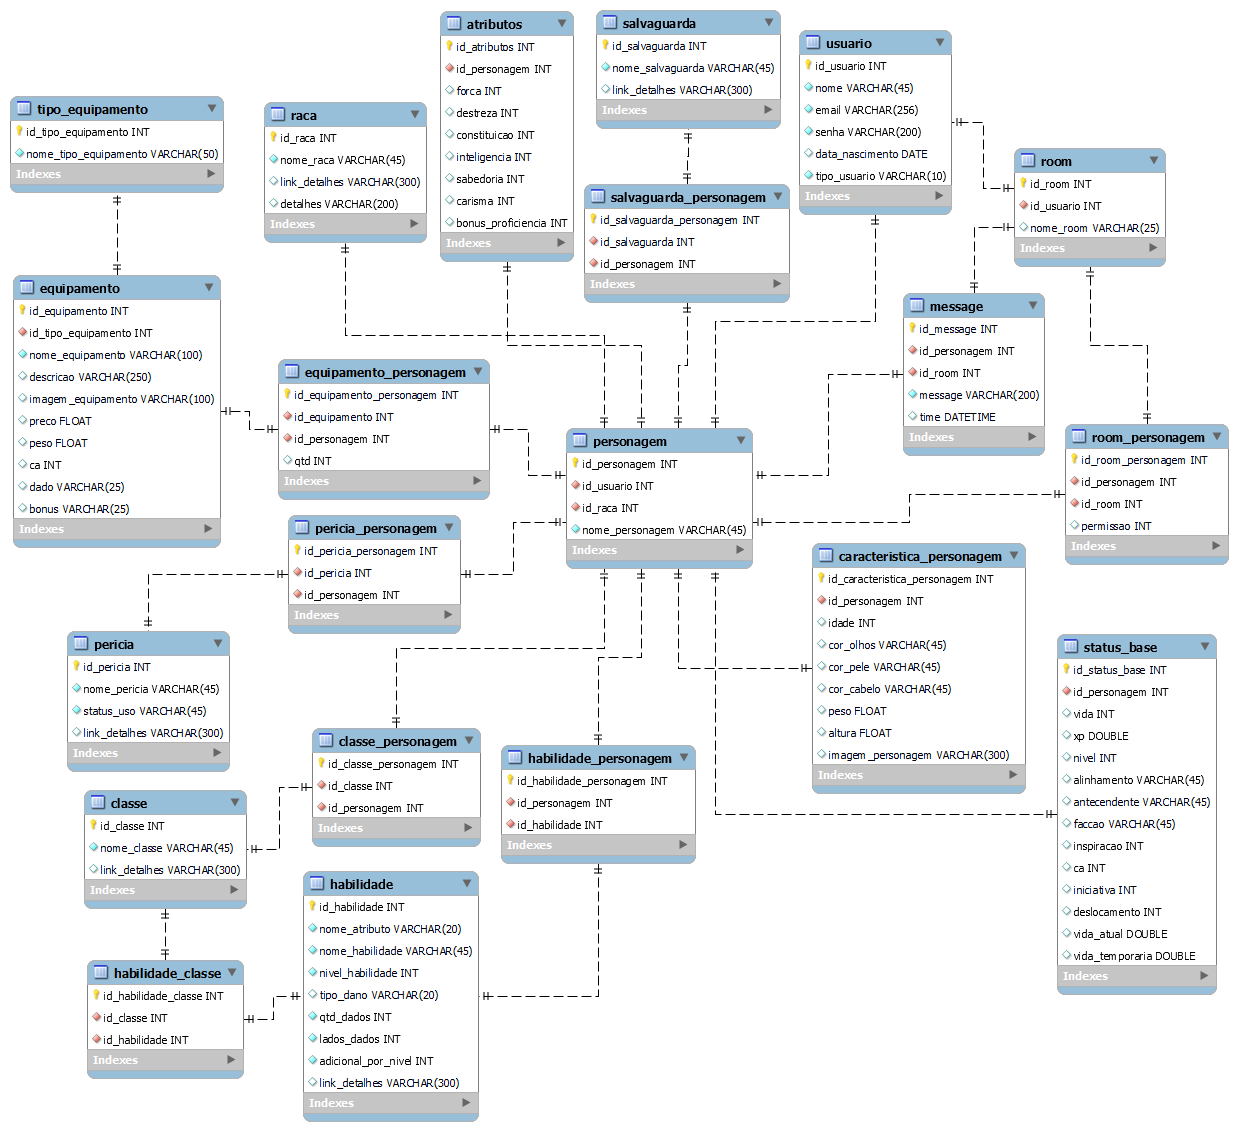 atributos
id_atributos INT
id_personagem INT
forca INT
destreza INT
constituicao INT
inteligencia INT
sabedoria INT
carisma INT
bonus_proficiencia INT
Indexes
salvaguarda
id_salvaguarda INT
nome_salvaguarda VARCHAR(45)
link_detalhes VARCHAR(300)
Indexes
usuario
id_usuario INT
nome VARCHAR(45)
email VARCHAR(256)
senha VARCHAR(200)
data_nascimento DATE
tipo_usuario VARCHAR(10)
Indexes
tipo_equipamento
id_tipo_equipamento INT
nome_tipo_equipamento VARCHAR(50)
Indexes
raca
id_raca INT
nome_raca VARCHAR(45)
link_detalhes VARCHAR(300)
detalhes VARCHAR(200)
Indexes
room
id_room INT
id_usuario INT
nome_room VARCHAR(25)
Indexes
salvaguarda_personagem
id_salvaguarda_personagem INT
id_salvaguarda INT
id_personagem INT
Indexes
equipamento
id_equipamento INT
id_tipo_equipamento INT
nome_equipamento VARCHAR(100)
descricao VARCHAR(250)
imagem_equipamento VARCHAR(100)
preco FLOAT
peso FLOAT
ca INT
dado VARCHAR(25)
bonus VARCHAR(25)
Indexes
message
id_message INT
id_personagem INT
id_room INT
message VARCHAR(200)
time DATETIME
Indexes
equipamento_personagem
id_equipamento_personagem INT
id_equipamento INT
id_personagem INT
qtd INT
Indexes
personagem
id_personagem INT
id_usuario INT
id_raca INT
nome_personagem VARCHAR(45)
Indexes
room_personagem
id_room_personagem INT
id_personagem INT
id_room INT
permissao INT
Indexes
pericia_personagem
id_pericia_personagem INT
id_pericia INT
id_personagem INT
Indexes
caracteristica_personagem
id_caracteristica_personagem INT
id_personagem INT
idade INT
cor_olhos VARCHAR(45)
cor_pele VARCHAR(45)
cor_cabelo VARCHAR(45)
peso FLOAT
altura FLOAT
imagem_personagem VARCHAR(300)
Indexes
pericia
id_pericia INT
nome_pericia VARCHAR(45)
status_uso VARCHAR(45)
link_detalhes VARCHAR(300)
Indexes
status_base
id_status_base INT
id_personagem INT
vida INT
xp DOUBLE
nivel INT
alinhamento VARCHAR(45)
antecedente VARCHAR(45)
faccao VARCHAR(45)
inspiracao INT
ca INT
iniciativa INT
deslocamento INT
vida_atual DOUBLE
vida_temporaria DOUBLE
Indexes
classe_personagem
id_classe_personagem INT
id_classe INT
id_personagem INT
Indexes
habilidade_personagem
id_habilidade_personagem INT
id_personagem INT
id_habilidade INT
Indexes
classe
id_classe INT
nome_classe VARCHAR(45)
link_detalhes VARCHAR(300)
Indexes
habilidade
id_habilidade INT
nome_atributo VARCHAR(20)
nome_habilidade VARCHAR(45)
nivel_habilidade INT
tipo_dano VARCHAR(20)
qtd_dados INT
lados_dados INT
adicional_por_nivel INT
link_detalhes VARCHAR(300)
Indexes
habilidade_classe
id_habilidade_classe INT
id_classe INT
id_habilidade INT
Indexes